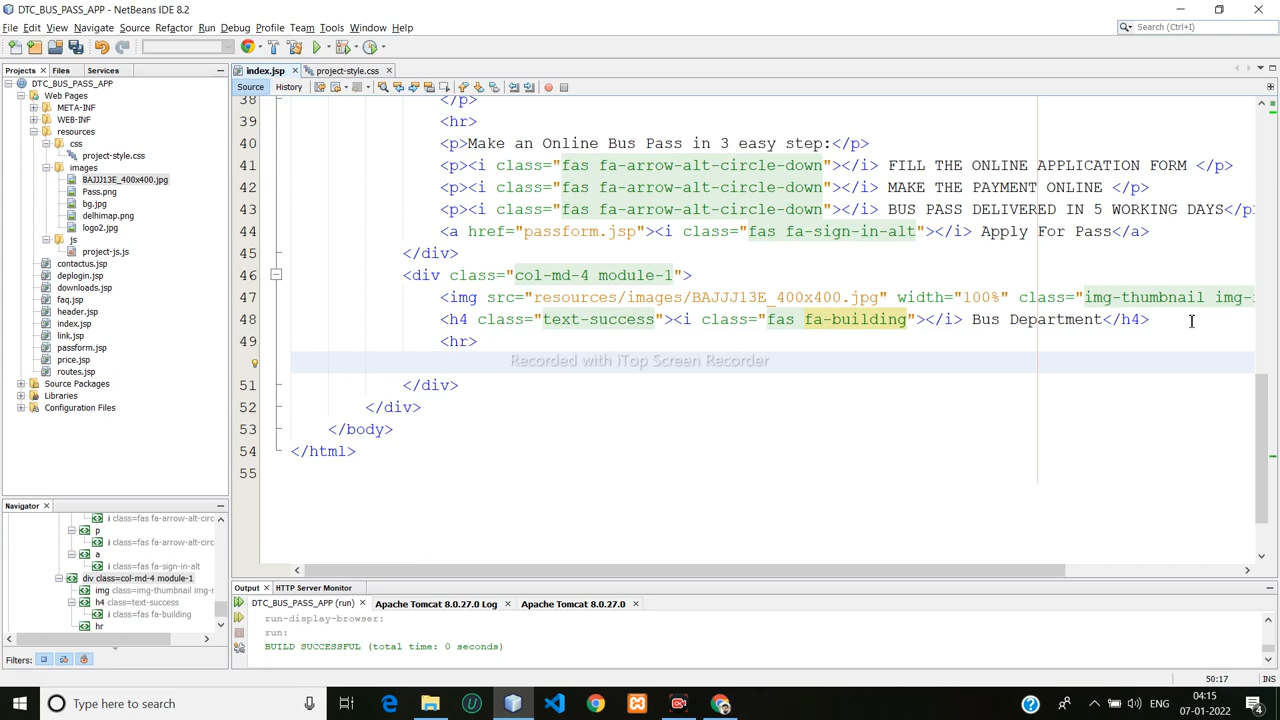 DTC_BUS_PASS_APP - NetBeans IDE 8.2
File Edit View Navigate Source Refactor Run Debug Profile Team Tools Window Help
Search (Ctrl+I)
Projects Files Services
index.jsp project-style.css
Source History
DTC_BUS_PASS_APP
Web Pages
META-INF
WEB-INF
resources
css
project-style.css
images
BAJJJ13E_400x400.jpg
Pass.png
bg.jpg
delhimap.png
logo2.jpg
js
project-js.js
contactus.jsp
deplogin.jsp
downloads.jsp
faq.jsp
header.jsp
index.jsp
link.jsp
passform.jsp
price.jsp
routes.jsp
Source Packages
Libraries
Configuration Files
38 </p>
39 <hr>
40 <p>Make an Online Bus Pass in 3 easy step:</p>
41 <p><i class="fas fa-arrow-alt-circle-down"></i> FILL THE ONLINE APPLICATION FORM </p>
42 <p><i class="fas fa-arrow-alt-circle-down"></i> MAKE THE PAYMENT ONLINE </p>
43 <p><i class="fas fa-arrow-alt-circle-down"></i> BUS PASS DELIVERED IN 5 WORKING DAYS</p
44 <a href="passform.jsp"><i class="fas fa-sign-in-alt"></i> Apply For Pass</a>
45 </div>
46 <div class="col-md-4 module-1">
47 <img src="resources/images/BAJJJ13E_400x400.jpg" width="100%" class="img-thumbnail img-
48 <h4 class="text-success"><i class="fas fa-building"></i> Bus Department</h4>
49 <hr>
Recorded with iTop Screen Recorder
51 </div>
52 </div>
53 </body>
54 </html>
55
Navigator
i class=fas fa-arrow-alt-circ
p
i class=fas fa-arrow-alt-circ
a
i class=fas fa-sign-in-alt
div class=col-md-4 module-1
img class=img-thumbnail img-r
h4 class=text-success
i class=fas fa-building
hr
Filters:
Output HTTP Server Monitor
DTC_BUS_PASS_APP (run) Apache Tomcat 8.0.27.0 Log Apache Tomcat 8.0.27.0
run-display-browser:
run:
BUILD SUCCESSFUL (total time: 0 seconds)
50:17 INS
Type here to search
ENG
04:15
07-01-2022